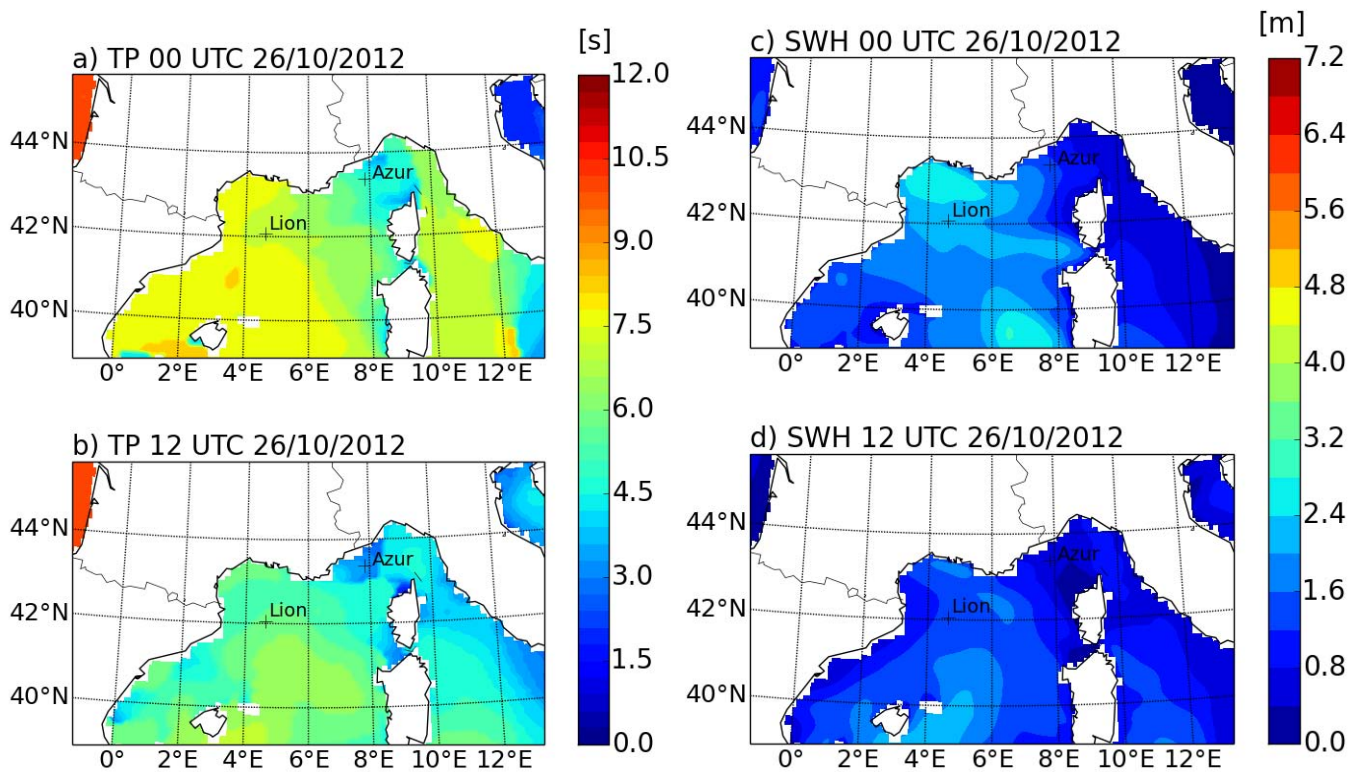 a) TP 00 UTC 26/10/2012
[s]
44°N
42°N
40°N
Azur
Lion
0° 2°E 4°E 6°E 8°E 10°E 12°E
b) TP 12 UTC 26/10/2012
44°N
42°N
40°N
Azur
Lion
0° 2°E 4°E 6°E 8°E 10°E 12°E
12.0
10.5
9.0
7.5
6.0
4.5
3.0
1.5
0.0
c) SWH 00 UTC 26/10/2012
[m]
44°N
42°N
40°N
Azur
Lion
0° 2°E 4°E 6°E 8°E 10°E 12°E
d) SWH 12 UTC 26/10/2012
44°N
42°N
40°N
Azur
Lion
0° 2°E 4°E 6°E 8°E 10°E 12°E
7.2
6.4
5.6
4.8
4.0
3.2
2.4
1.6
0.8
0.0